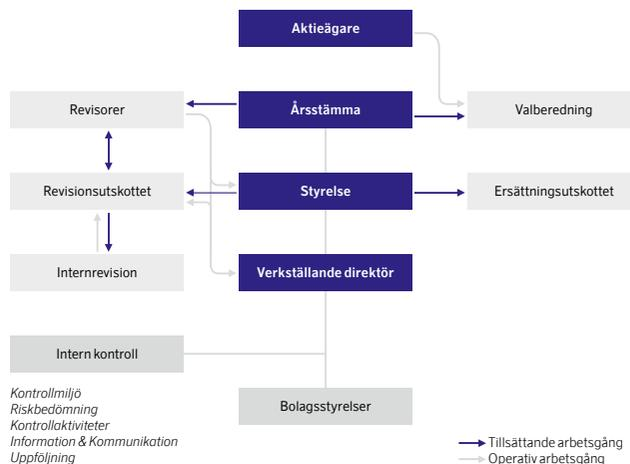 Aktieägare
Revisorer
Årsstämma
Valberedning
Revisionsutskottet
Styrelse
Ersättningsutskottet
Internrevision
Verkställande direktör
Intern kontroll
Kontrollmiljö
Riskbedömning
Kontrollaktiviteter
Information & Kommunikation
Uppföljning
Bolagsstyrelser
Tillsättande arbetsgång
Operativ arbetsgång